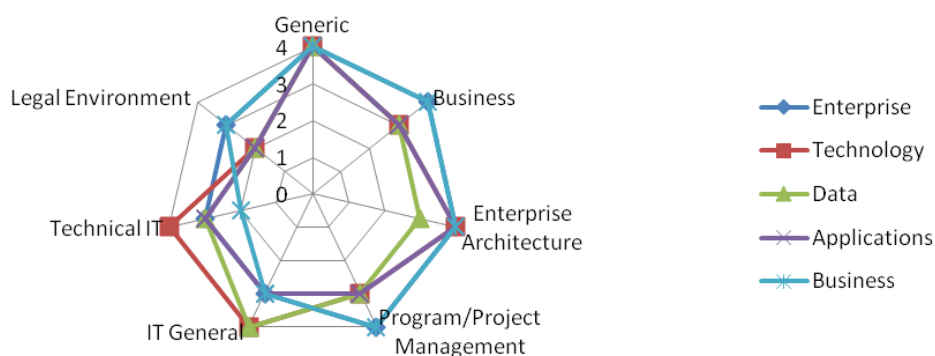 Generic
4
3
2
1
0
Business
Enterprise
Architecture
Program/Project
Management
IT General
Technical IT
Legal Environment
Enterprise
Technology
Data
Applications
Business